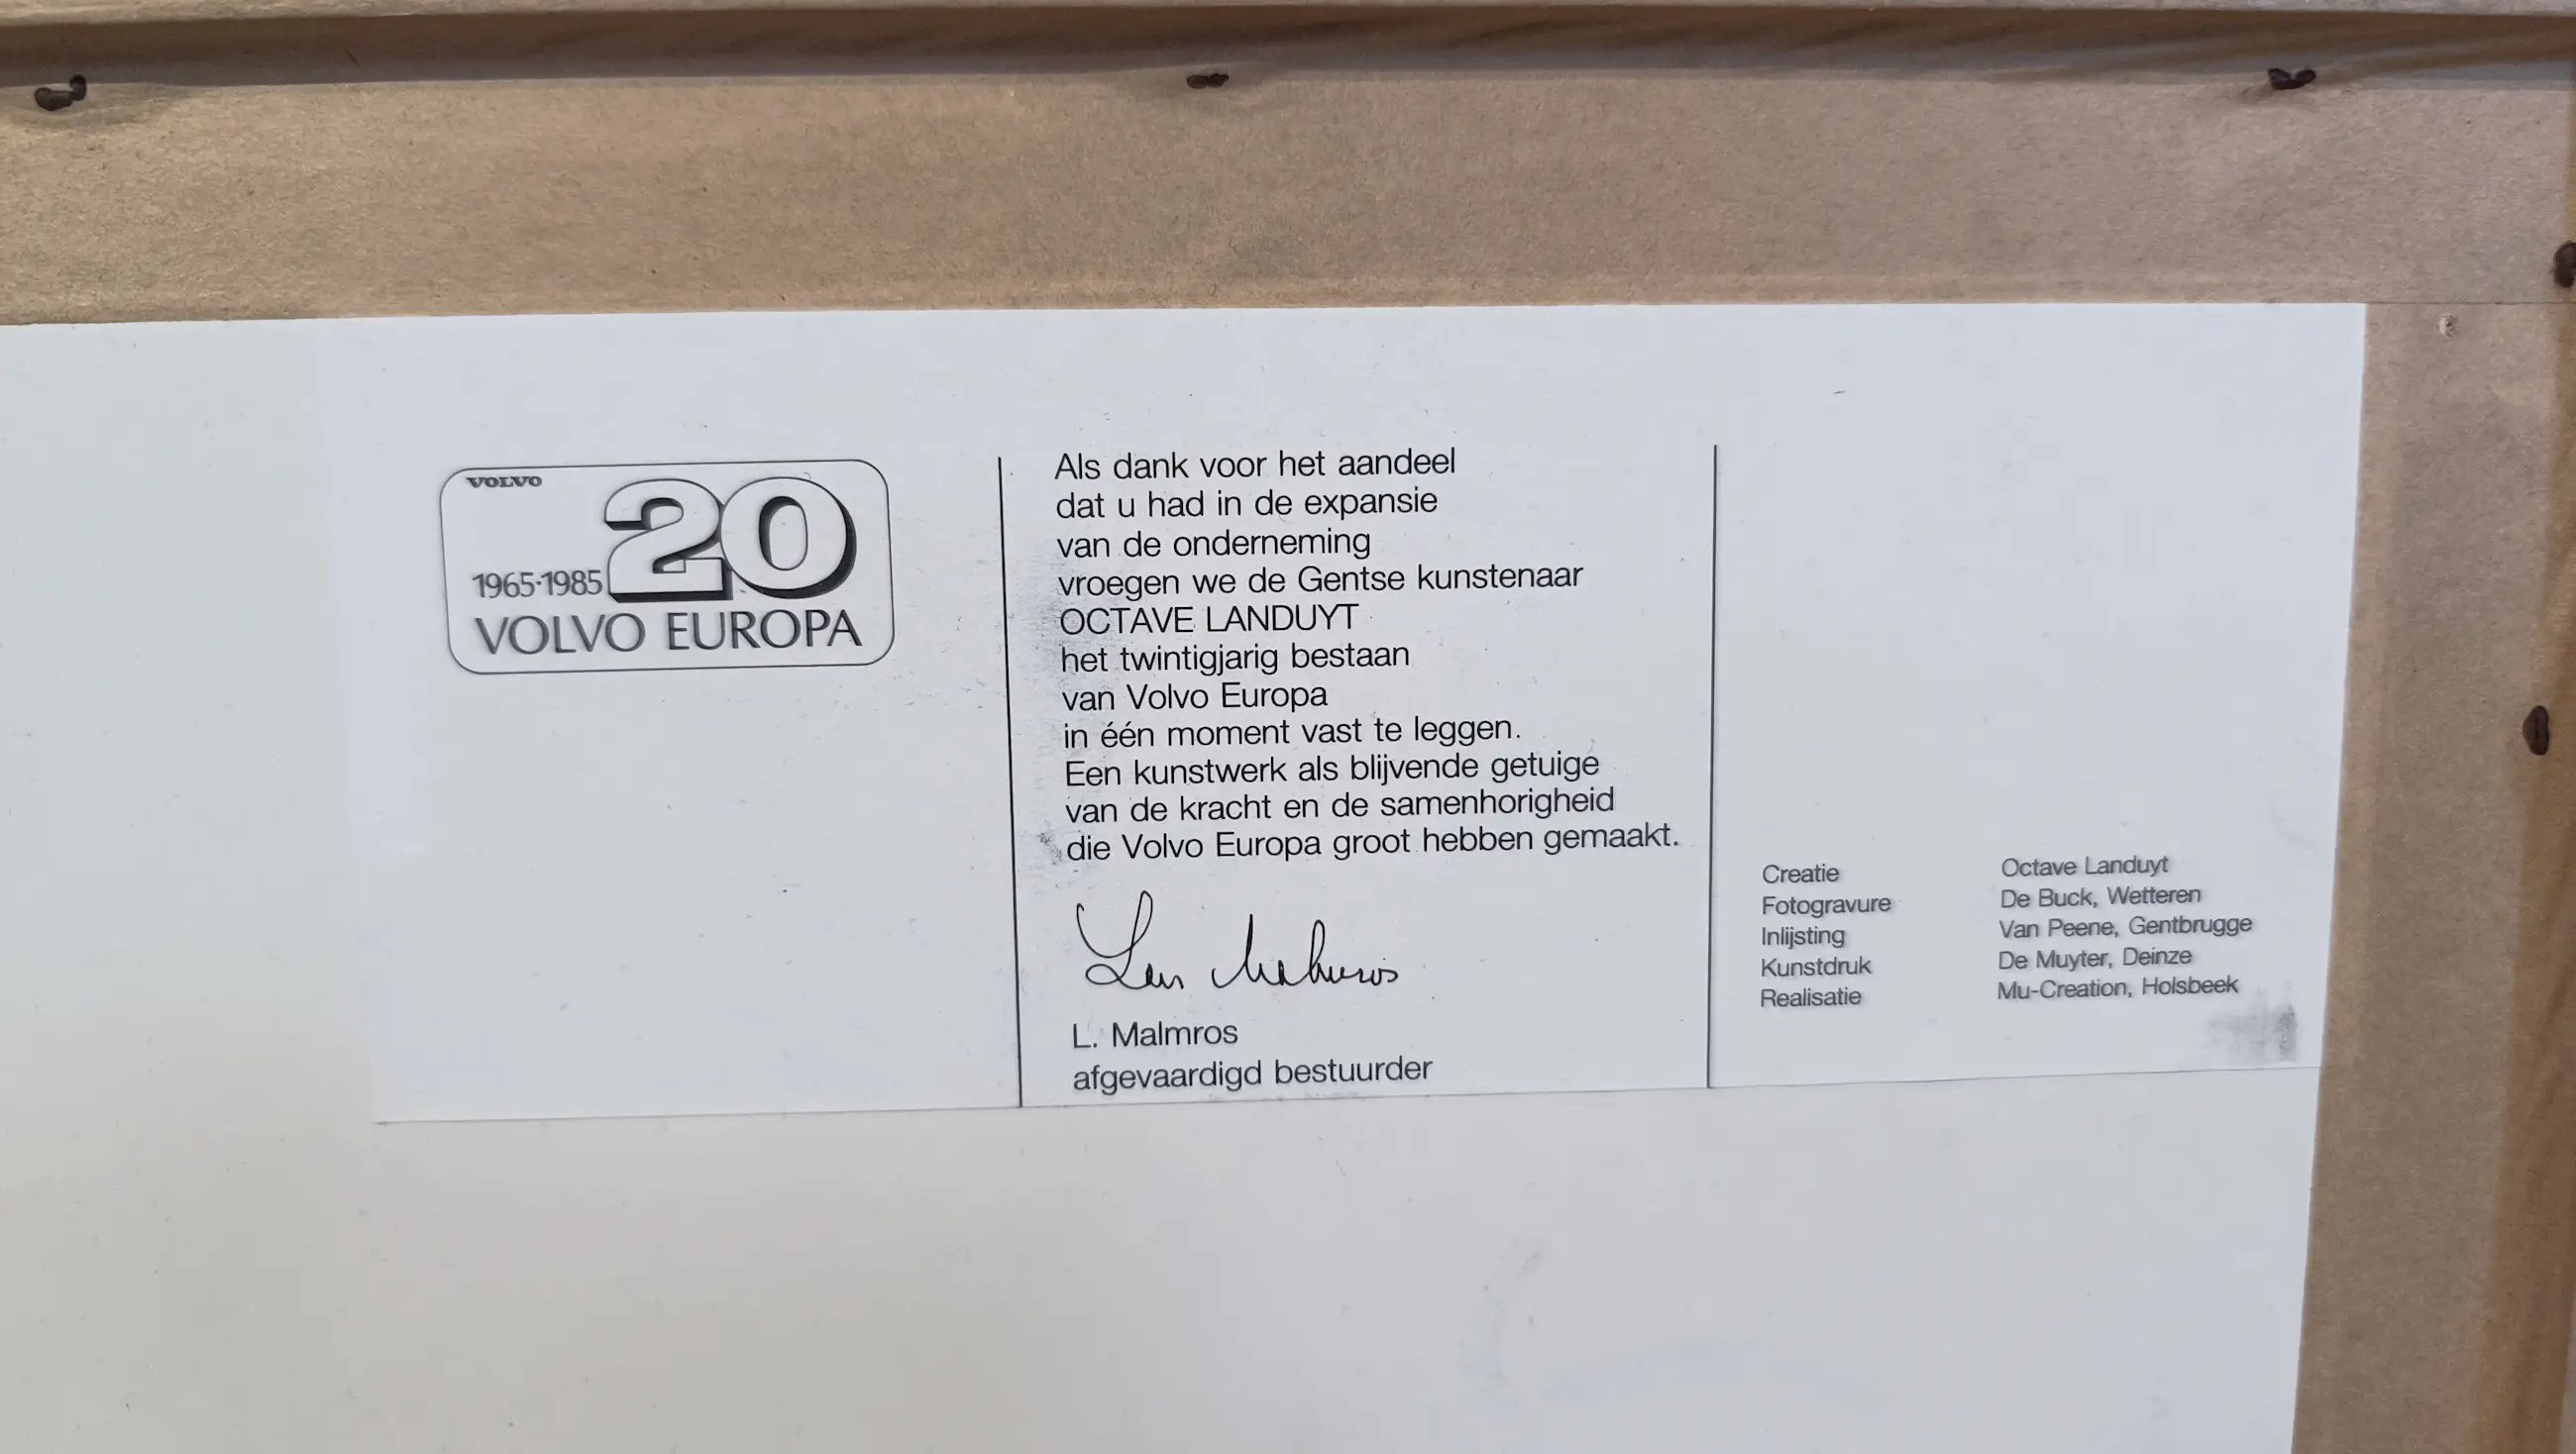 VOLVO
20
1965·1985
VOLVO EUROPA
Als dank voor het aandeel
dat u had in de expansie
van de onderneming
vroegen we de Gentse kunstenaar
OCTAVE LANDUYT
het twintigjarig bestaan
van Volvo Europa
in één moment vast te leggen.
Een kunstwerk als blijvende getuige
van de kracht en de samenhorigheid
die Volvo Europa groot hebben gemaakt.
L. Malmros
afgevaardigd bestuurder
Creatie Octave Landuyt
Fotogravure De Buck, Wetteren
Inlijsting Van Peene, Gentbrugge
Kunstdruk De Muyter, Deinze
Realisatie Mu-Creation, Holsbeek